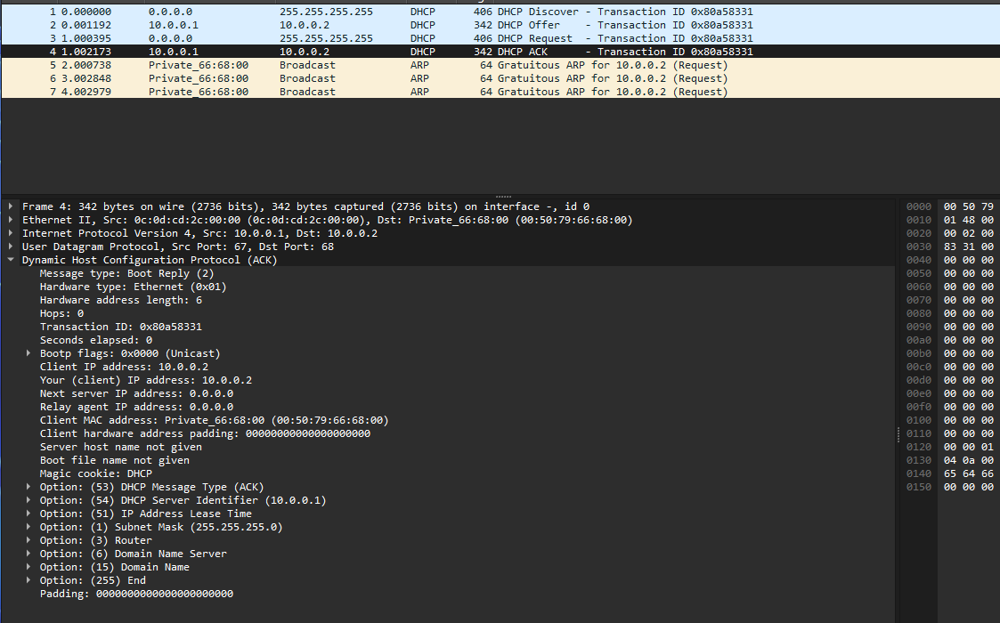 1 0.000000 0.0.0.0 255.255.255.255 DHCP 406 DHCP Discover - Transaction ID 0x80a58331
2 0.001192 10.0.0.1 10.0.0.2 DHCP 342 DHCP Offer - Transaction ID 0x80a58331
3 1.000395 0.0.0.0 255.255.255.255 DHCP 406 DHCP Request - Transaction ID 0x80a58331
4 1.002173 10.0.0.1 10.0.0.2 DHCP 342 DHCP ACK - Transaction ID 0x80a58331
5 2.000738 Private_66:68:00 Broadcast ARP 64 Gratuitous ARP for 10.0.0.2 (Request)
6 3.002848 Private_66:68:00 Broadcast ARP 64 Gratuitous ARP for 10.0.0.2 (Request)
7 4.002979 Private_66:68:00 Broadcast ARP 64 Gratuitous ARP for 10.0.0.2 (Request)
Frame 4: 342 bytes on wire (2736 bits), 342 bytes captured (2736 bits) on interface -, id 0
Ethernet II, Src: 0c:0d:cd:2c:00:00 (0c:0d:cd:2c:00:00), Dst: Private_66:68:00 (00:50:79:66:68:00)
Internet Protocol Version 4, Src: 10.0.0.1, Dst: 10.0.0.2
User Datagram Protocol, Src Port: 67, Dst Port: 68
Dynamic Host Configuration Protocol (ACK)
Message type: Boot Reply (2)
Hardware type: Ethernet (0x01)
Hardware address length: 6
Hops: 0
Transaction ID: 0x80a58331
Seconds elapsed: 0
Bootp flags: 0x0000 (Unicast)
Client IP address: 10.0.0.2
Your (client) IP address: 10.0.0.2
Next server IP address: 0.0.0.0
Relay agent IP address: 0.0.0.0
Client MAC address: Private_66:68:00 (00:50:79:66:68:00)
Client hardware address padding: 00000000000000000000
Server host name not given
Boot file name not given
Magic cookie: DHCP
Option: (53) DHCP Message Type (ACK)
Option: (54) DHCP Server Identifier (10.0.0.1)
Option: (51) IP Address Lease Time
Option: (1) Subnet Mask (255.255.255.0)
Option: (3) Router
Option: (6) Domain Name Server
Option: (15) Domain Name
Option: (255) End
Padding: 0000000000000000000000
0000 00 50 79
0010 01 48 00
0020 00 02 00
0030 83 31 00
0040 00 00 00
0050 00 00 00
0060 00 00 00
0070 00 00 00
0080 00 00 00
0090 00 00 00
00a0 00 00 00
00b0 00 00 00
00c0 00 00 00
00d0 00 00 00
00e0 00 00 00
00f0 00 00 00
0100 00 00 00
0110 00 00 00
0120 00 00 01
0130 04 0a 00
0140 65 64 66
0150 00 00 00